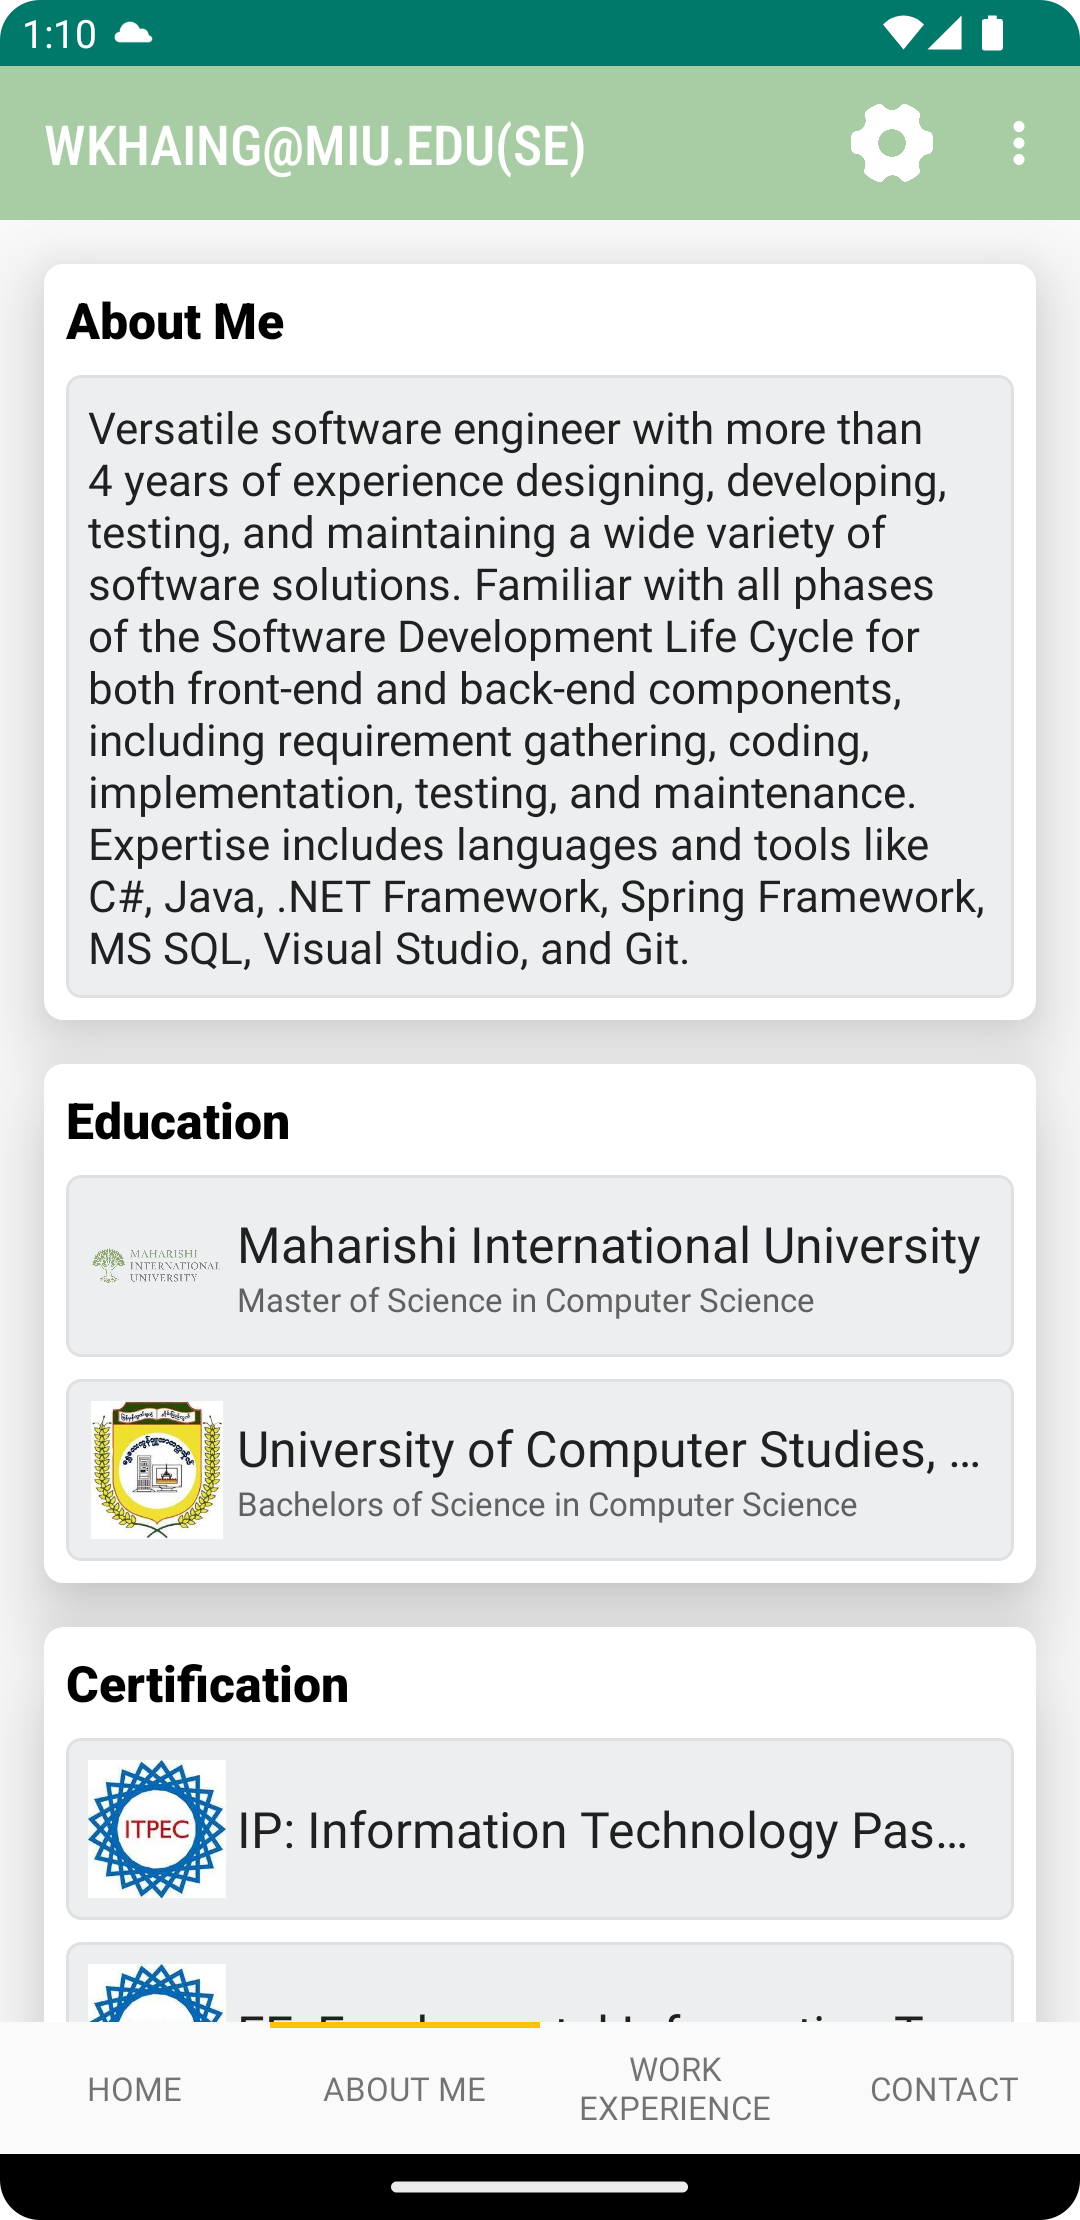 1:10
WKHAING@MIU.EDU(SE)
About Me
Versatile software engineer with more than
4 years of experience designing, developing,
testing, and maintaining a wide variety of
software solutions. Familiar with all phases
of the Software Development Life Cycle for
both front-end and back-end components,
including requirement gathering, coding,
implementation, testing, and maintenance.
Expertise includes languages and tools like
C#, Java, .NET Framework, Spring Framework,
MS SQL, Visual Studio, and Git.
Education
MAHARISHI
INTERNATIONAL
UNIVERSITY
Maharishi International University
Master of Science in Computer Science
University of Computer Studies, ...
Bachelors of Science in Computer Science
Certification
ITPEC
IP: Information Technology Pas...
HOME
ABOUT ME
WORK
EXPERIENCE
CONTACT